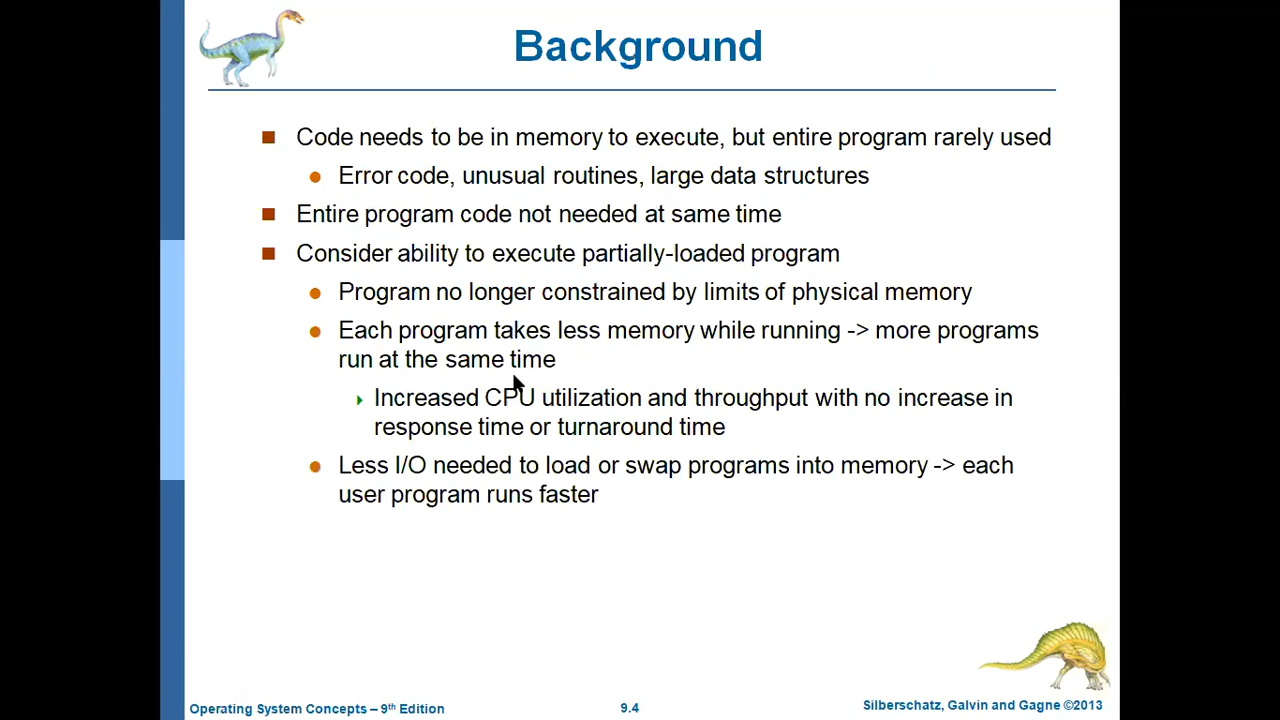 Background
Code needs to be in memory to execute, but entire program rarely used
Error code, unusual routines, large data structures
Entire program code not needed at same time
Consider ability to execute partially-loaded program
Program no longer constrained by limits of physical memory
Each program takes less memory while running -> more programs
run at the same time
Increased CPU utilization and throughput with no increase in
response time or turnaround time
Less I/O needed to load or swap programs into memory -> each
user program runs faster
Operating System Concepts – 9th Edition
9.4
Silberschatz, Galvin and Gagne ©2013